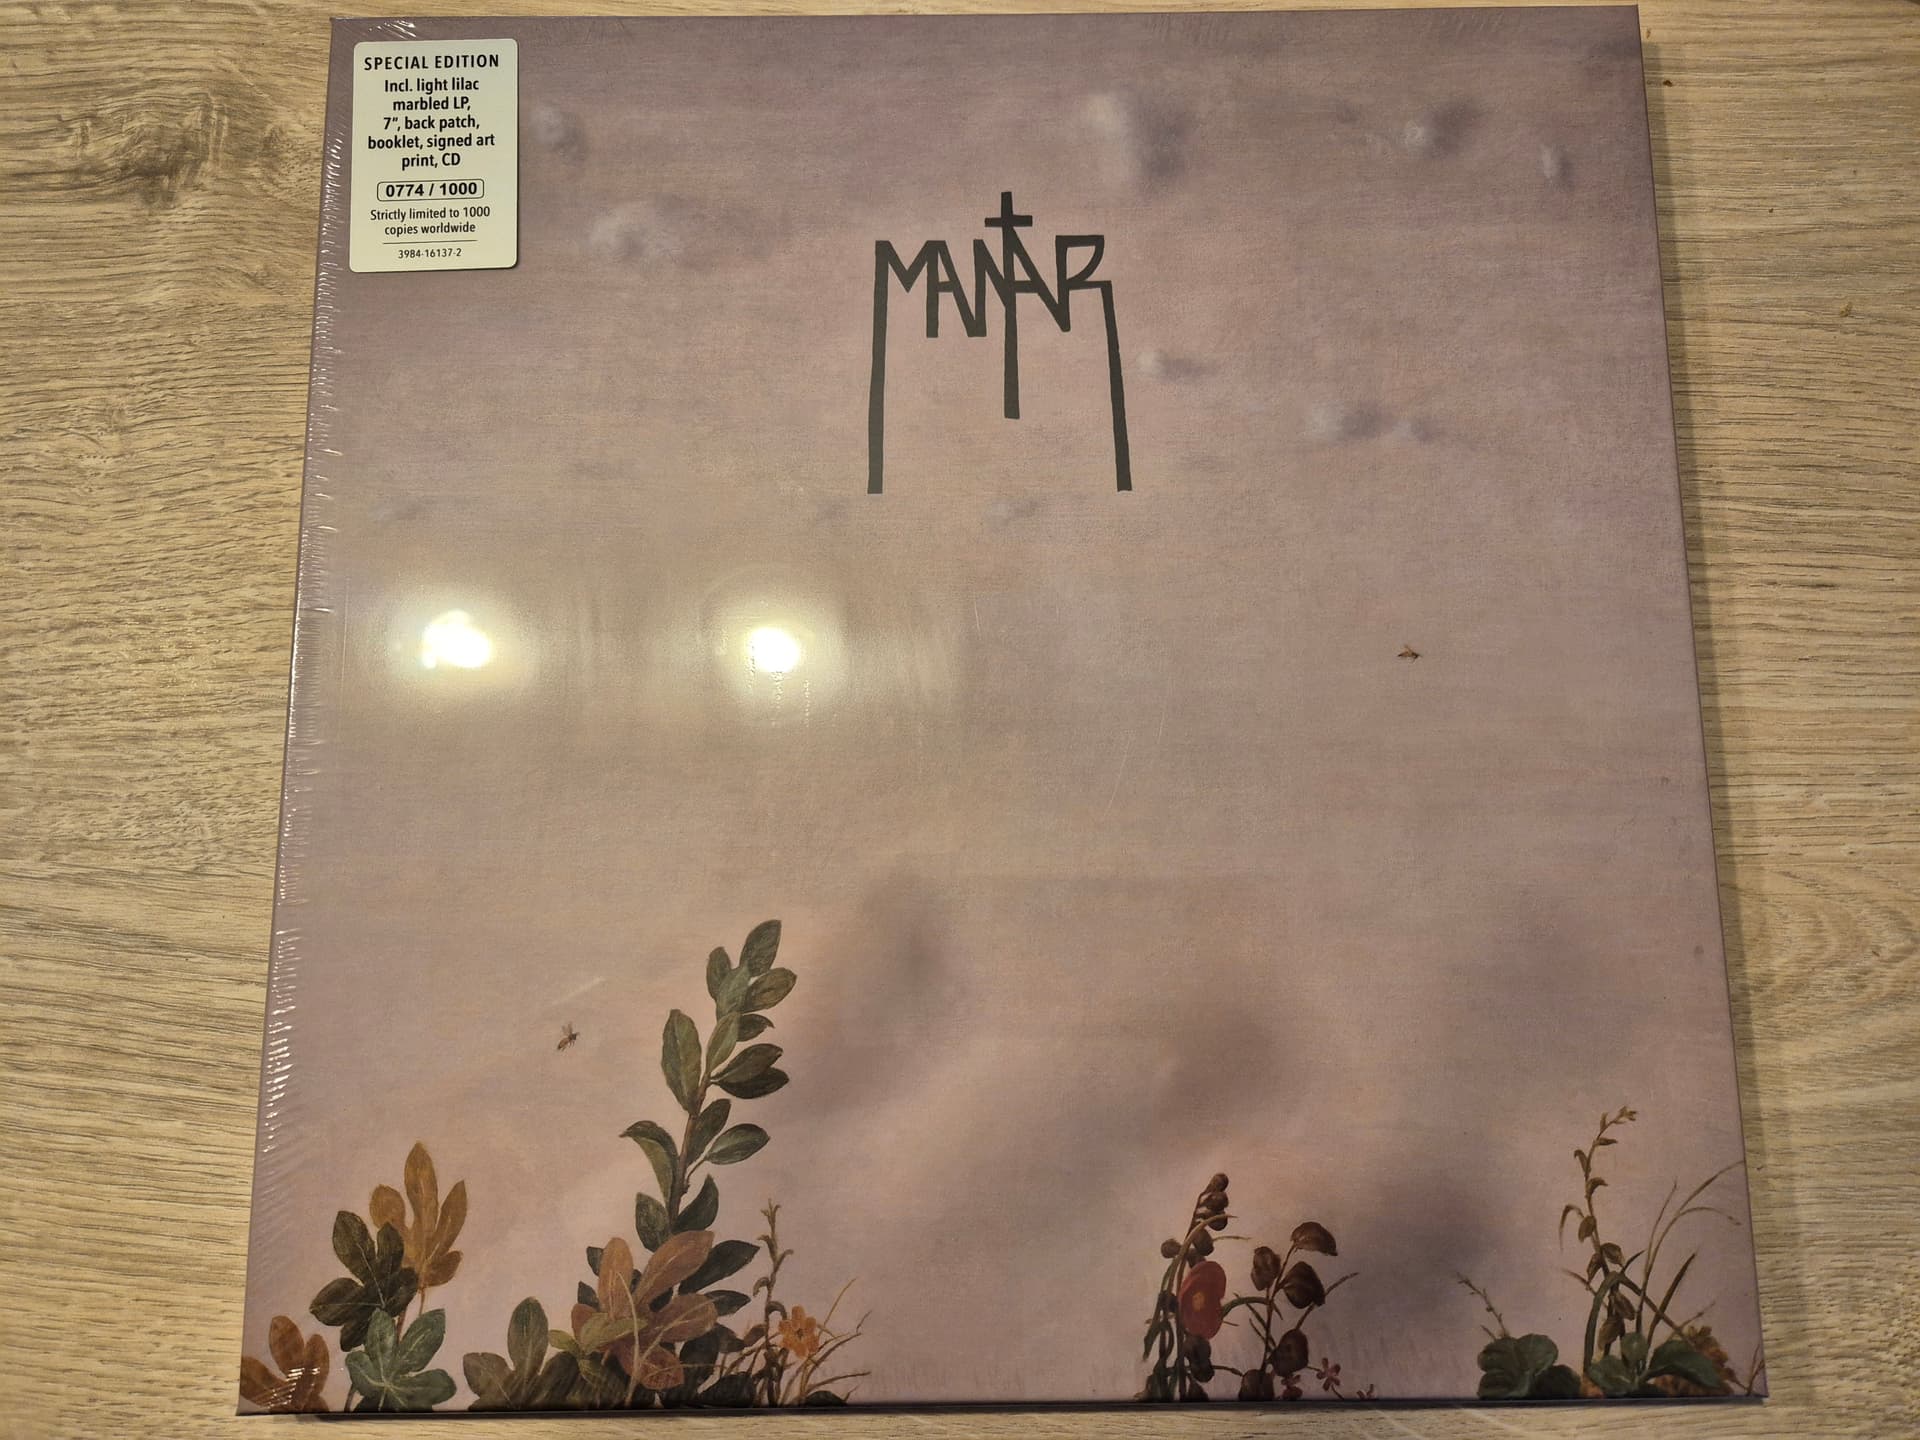 SPECIAL EDITION
Incl. light lilac
marbled LP,
7", back patch,
booklet, signed art
print, CD
0774 / 1000
Strictly limited to 1000
copies worldwide
3984-16137-2
MANTAR